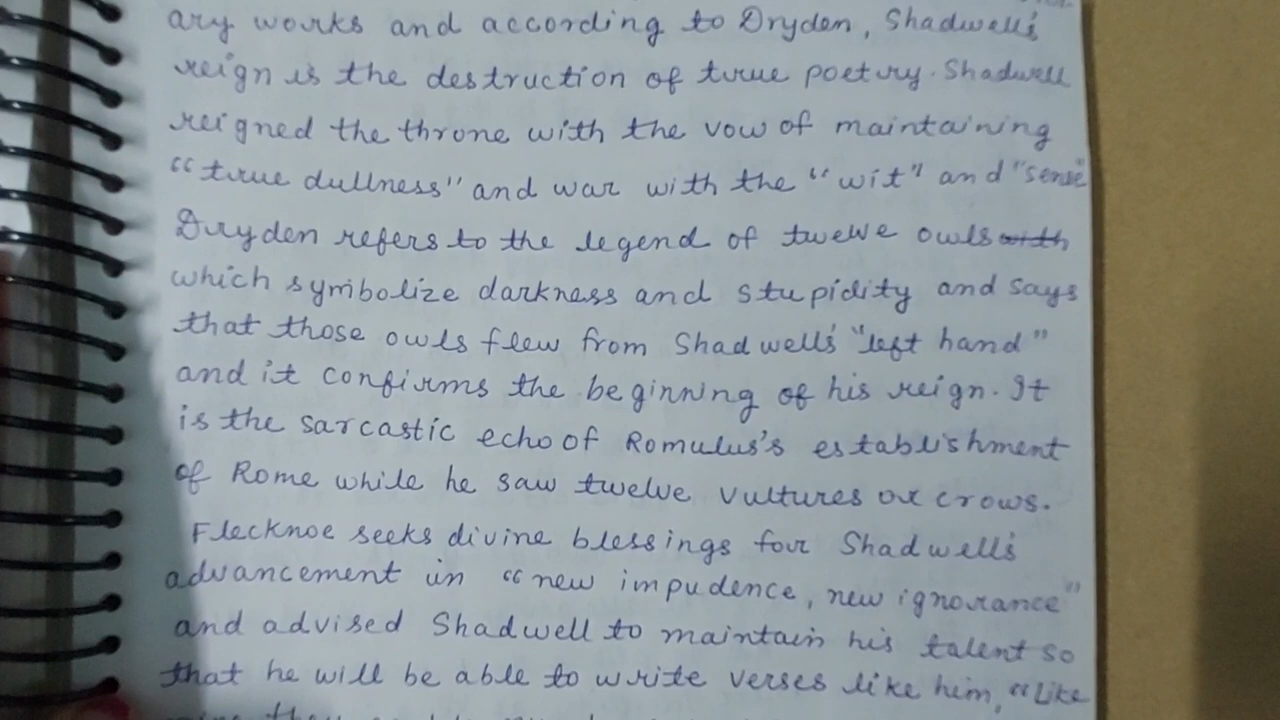 ary works and according to Dryden, Shadwell's
reign is the destruction of true poetry. Shadwell
reigned the throne with the vow of maintaining
"true dullness" and war with the "wit" and "sense
Dryden refers to the legend of twelve owls with
which symbolize darkness and stupidity and says
that those owls flew from Shadwell's "left hand"
and it confirms the beginning of his reign. It
is the sarcastic echo of Romulus's establishment
of Rome while he saw twelve vultures or crows.
Flecknoe seeks divine blessings for Shadwell's
advancement in "new impudence, new ignorance"
and advised Shadwell to maintain his talent so
that he will be able to write verses like him, "Like